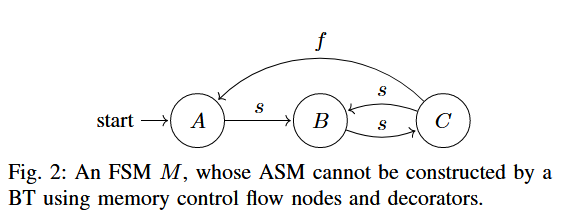 f
s
s
start
A
B
s
C
Fig. 2: An FSM M, whose ASM cannot be constructed by a
BT using memory control flow nodes and decorators.